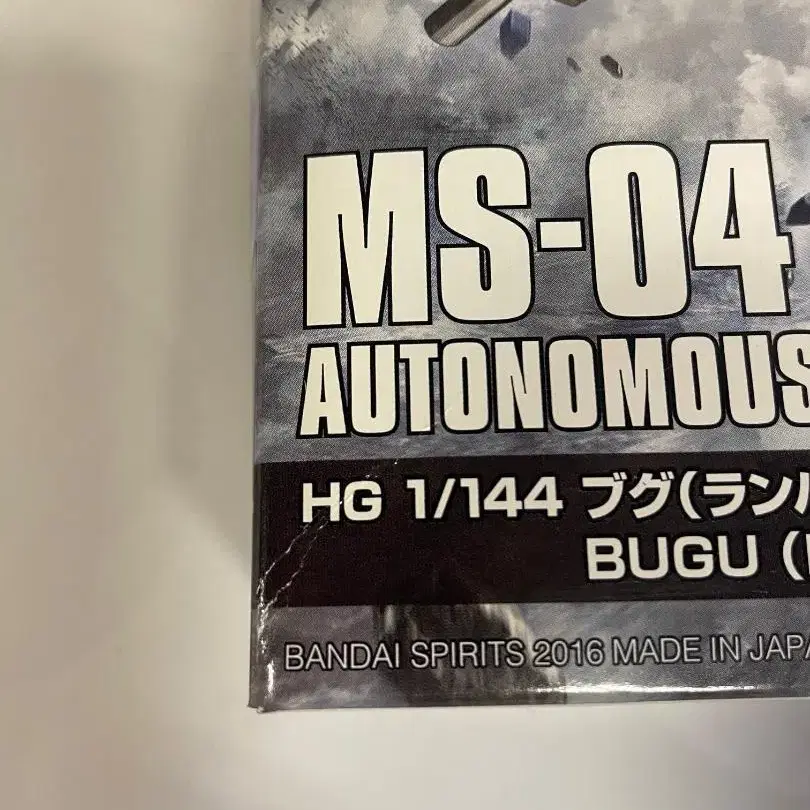 MS-04
AUTONOMOUS
HG 1/144 ブグ(ラン
BUGU (
BANDAI SPIRITS 2016 MADE IN JAPA